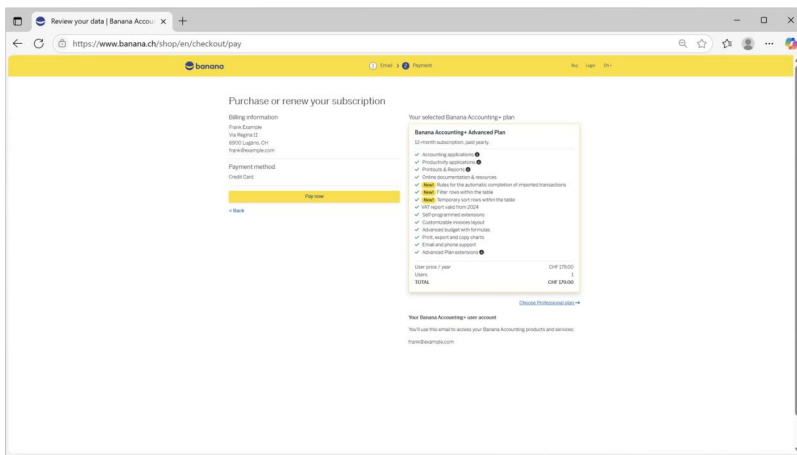 Review your data | Banana Accou
https://www.banana.ch/shop/en/checkout/pay
banana
1 Email > 2 Payment
Buy Login EN
Purchase or renew your subscription
Billing information
Frank Example
Via Regina 11
6900 Lugano, CH
frank@example.com
Payment method
Credit Card
Pay now
< Back
Your selected Banana Accounting+ plan
Banana Accounting+ Advanced Plan
12-month subscription, paid yearly.
Accounting applications
Productivity applications
Printouts & Reports
Online documentation & resources
New! Rules for the automatic completion of imported transactions
New! Filter rows within the table
New! Temporary sort rows within the table
VAT report valid from 2024
Self-programmed extensions
Customizable invoices layout
Advanced budget with formulas
Print, export and copy charts
Email and phone support
Advanced Plan extensions
User price / year CHF 179.00
Users 1
TOTAL CHF 179.00
Choose Professional plan →
Your Banana Accounting+ user account
You'll use this email to access your Banana Accounting products and services:
frank@example.com